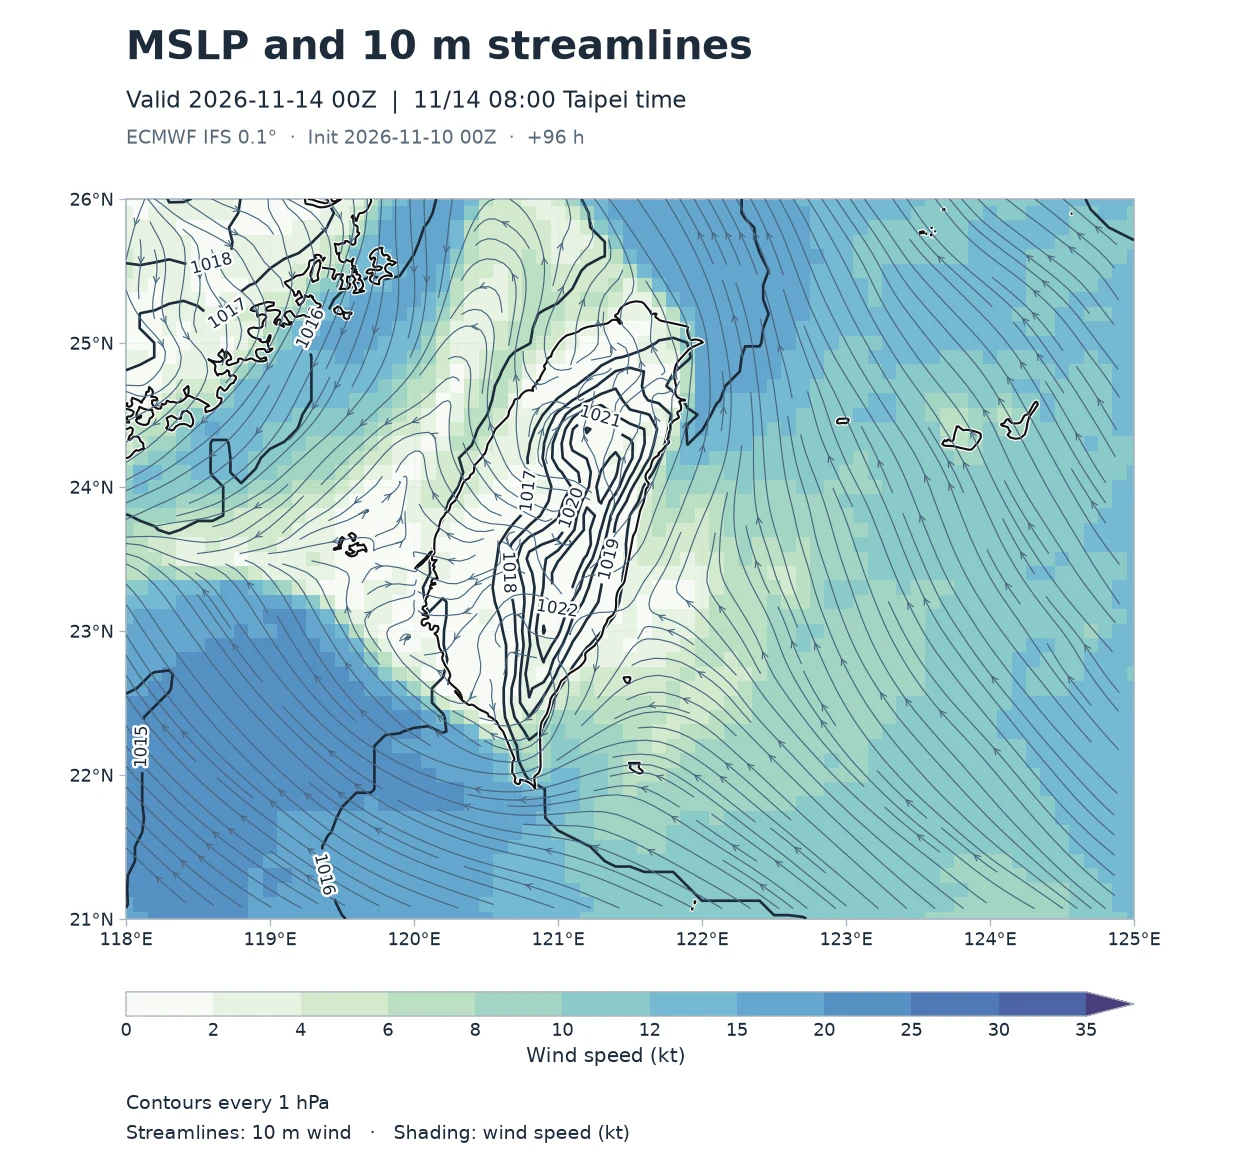 MSLP and 10 m streamlines
Valid 2026-11-14 00Z | 11/14 08:00 Taipei time
ECMWF IFS 0.1° · Init 2026-11-10 00Z · +96 h
26°N
1018
1017
1016
25°N
1021
24°N
1017
1020
1019
1018
1022
23°N
1015
22°N
1016
21°N
118°E 119°E 120°E 121°E 122°E 123°E 124°E 125°E
0 2 4 6 8 10 12 15 20 25 30 35
Wind speed (kt)
Contours every 1 hPa
Streamlines: 10 m wind · Shading: wind speed (kt)